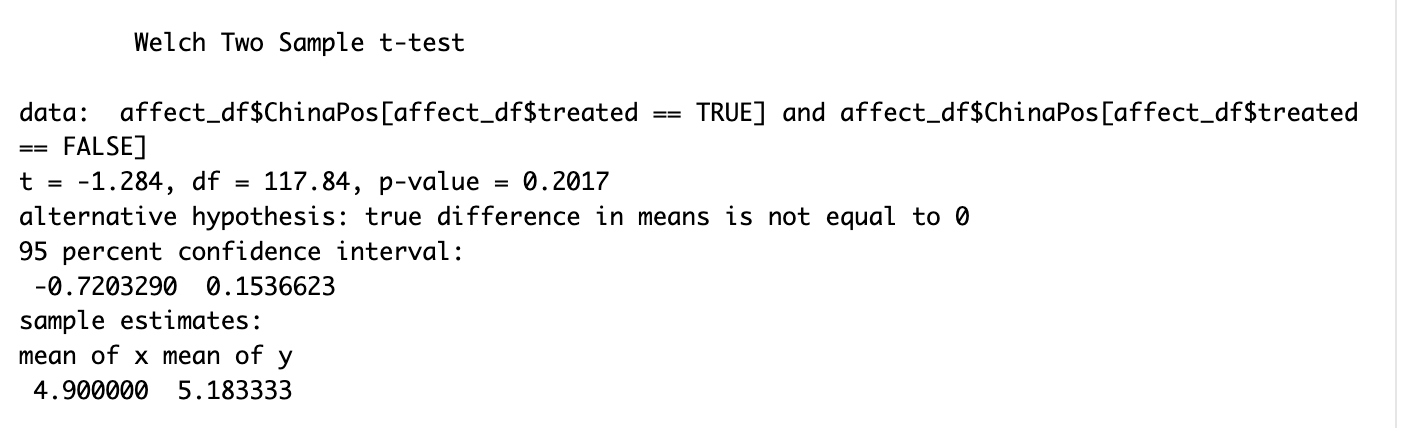 Welch Two Sample t-test
data:  affect_df$ChinaPos[affect_df$treated == TRUE] and affect_df$ChinaPos[affect_df$treated
== FALSE]
t = -1.284, df = 117.84, p-value = 0.2017
alternative hypothesis: true difference in means is not equal to 0
95 percent confidence interval:
 -0.7203290  0.1536623
sample estimates:
mean of x mean of y
 4.900000  5.183333